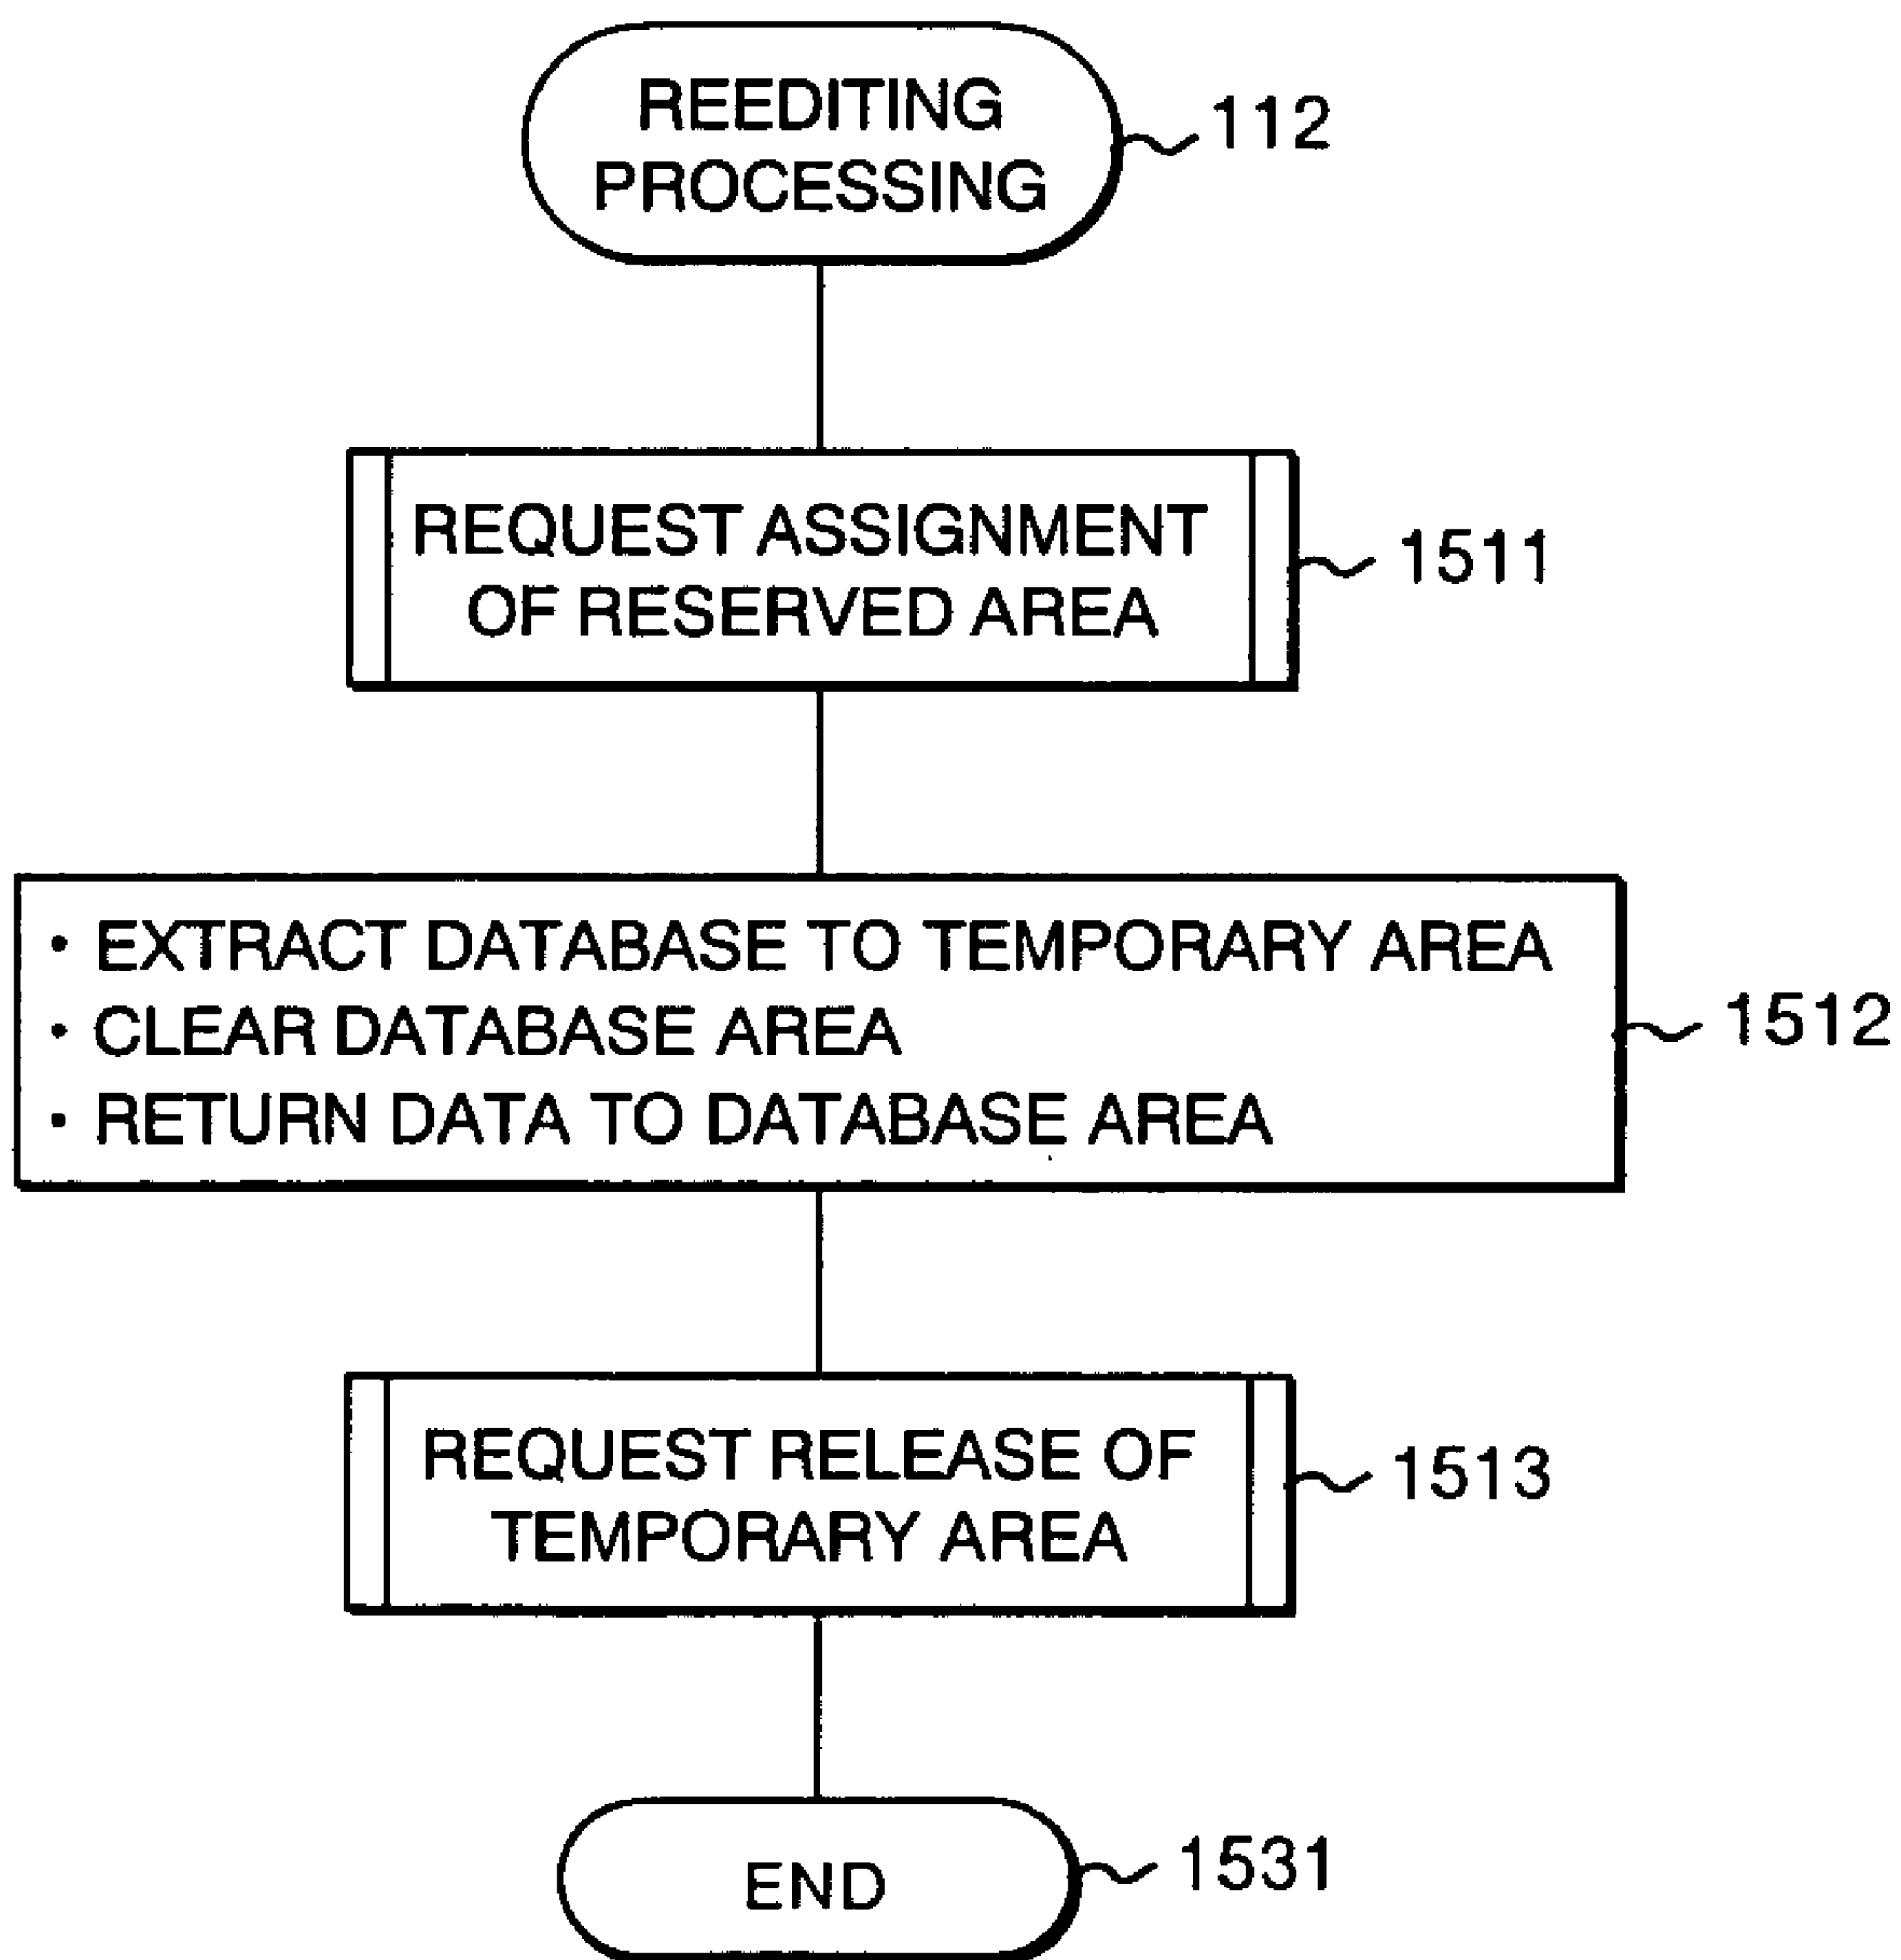 REEDITING
PROCESSING
112
REQUEST ASSIGNMENT
OF RESERVED AREA
1511
• EXTRACT DATABASE TO TEMPORARY AREA
• CLEAR DATABASE AREA
• RETURN DATA TO DATABASE AREA
1512
REQUEST RELEASE OF
TEMPORARY AREA
1513
END
1531